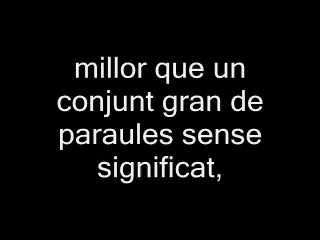 millor que un
conjunt gran de
paraules sense
significat,